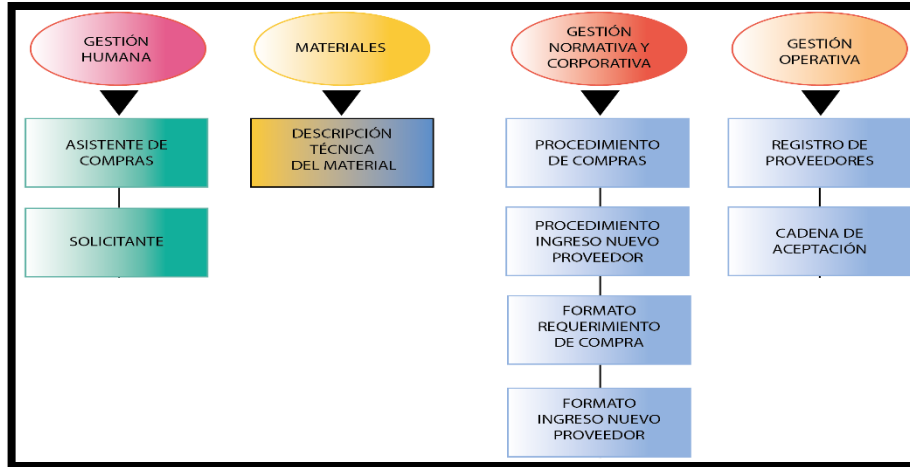 GESTIÓN
HUMANA
MATERIALES
GESTIÓN
NORMATIVA Y
CORPORATIVA
GESTIÓN
OPERATIVA
ASISTENTE DE
COMPRAS
DESCRIPCIÓN
TÉCNICA
DEL MATERIAL
PROCEDIMIENTO
DE COMPRAS
REGISTRO DE
PROVEEDORES
SOLICITANTE
PROCEDIMIENTO
INGRESO NUEVO
PROVEEDOR
CADENA DE
ACEPTACIÓN
FORMATO
REQUERIMIENTO
DE COMPRA
FORMATO
INGRESO NUEVO
PROVEEDOR